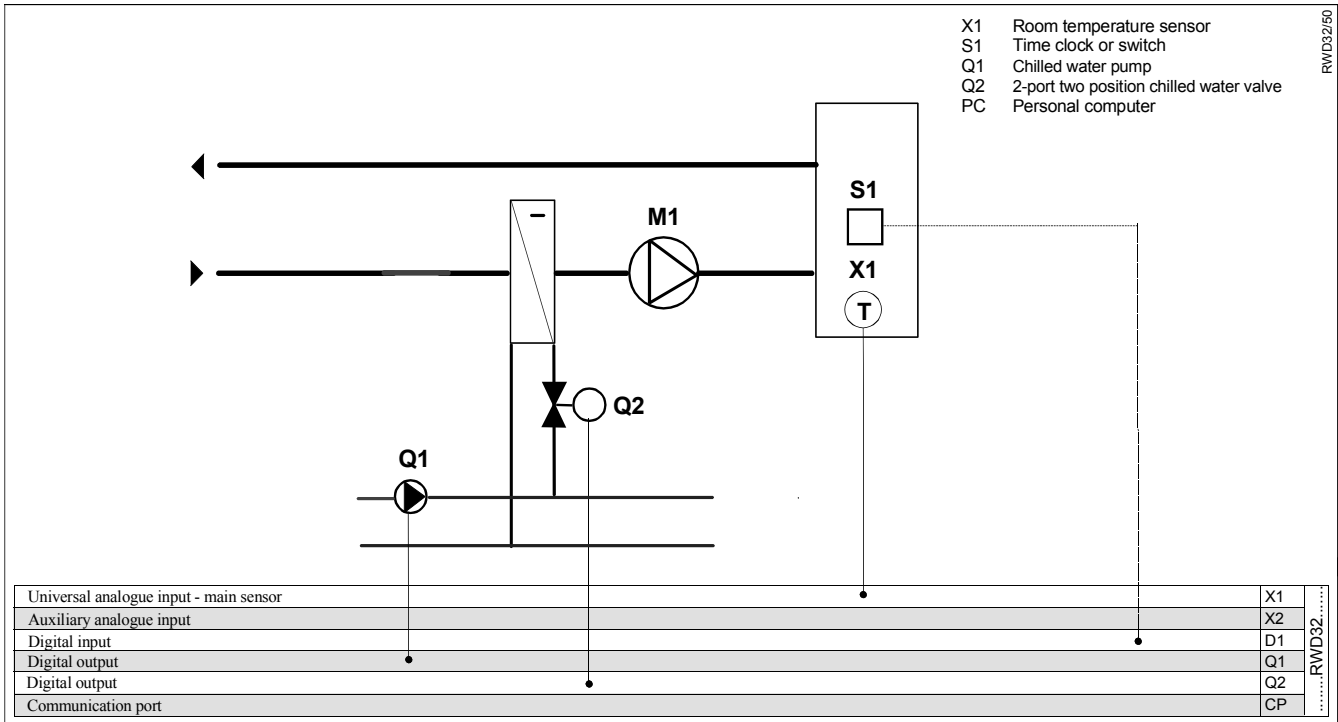 X1 Room temperature sensor
S1 Time clock or switch
Q1 Chilled water pump
Q2 2-port two position chilled water valve
PC Personal computer
RWD32/50
S1
M1
X1
T
Q2
Q1
Universal analogue input - main sensor X1
Auxiliary analogue input X2
Digital input D1
Digital output Q1
Digital output Q2
Communication port CP
.......RWD32.......